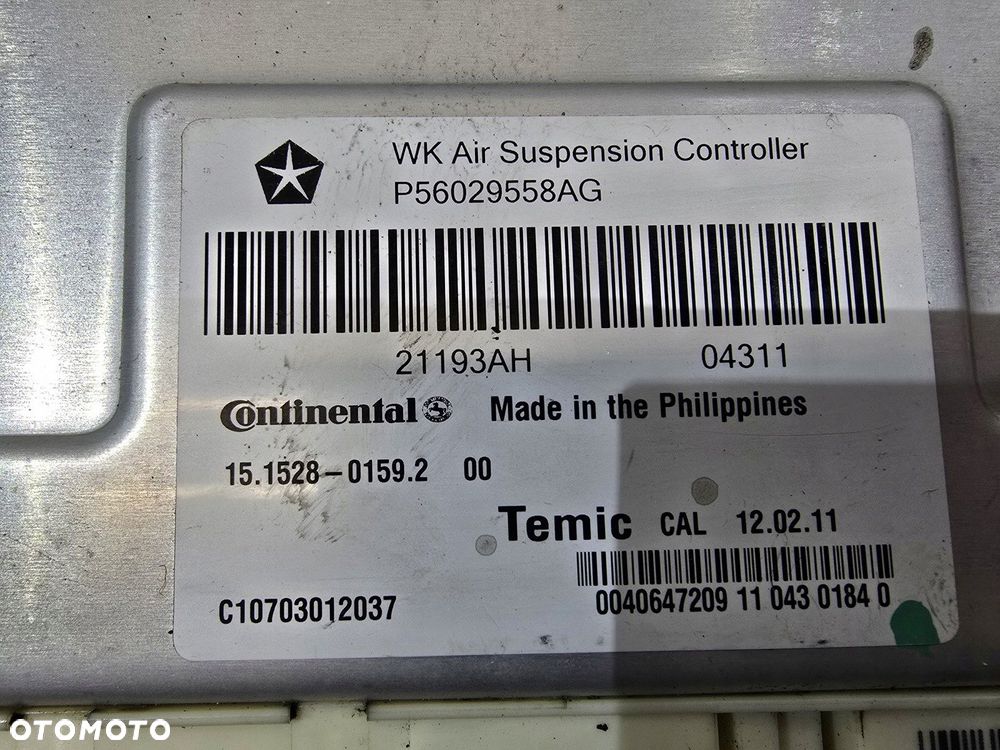 WK Air Suspension Controller
P56029558AG
21193AH 04311
Continental Made in the Philippines
15.1528-0159.2 00
Temic CAL 12.02.11
C10703012037
0040647209 11 043 0184 0
OTOMOTO